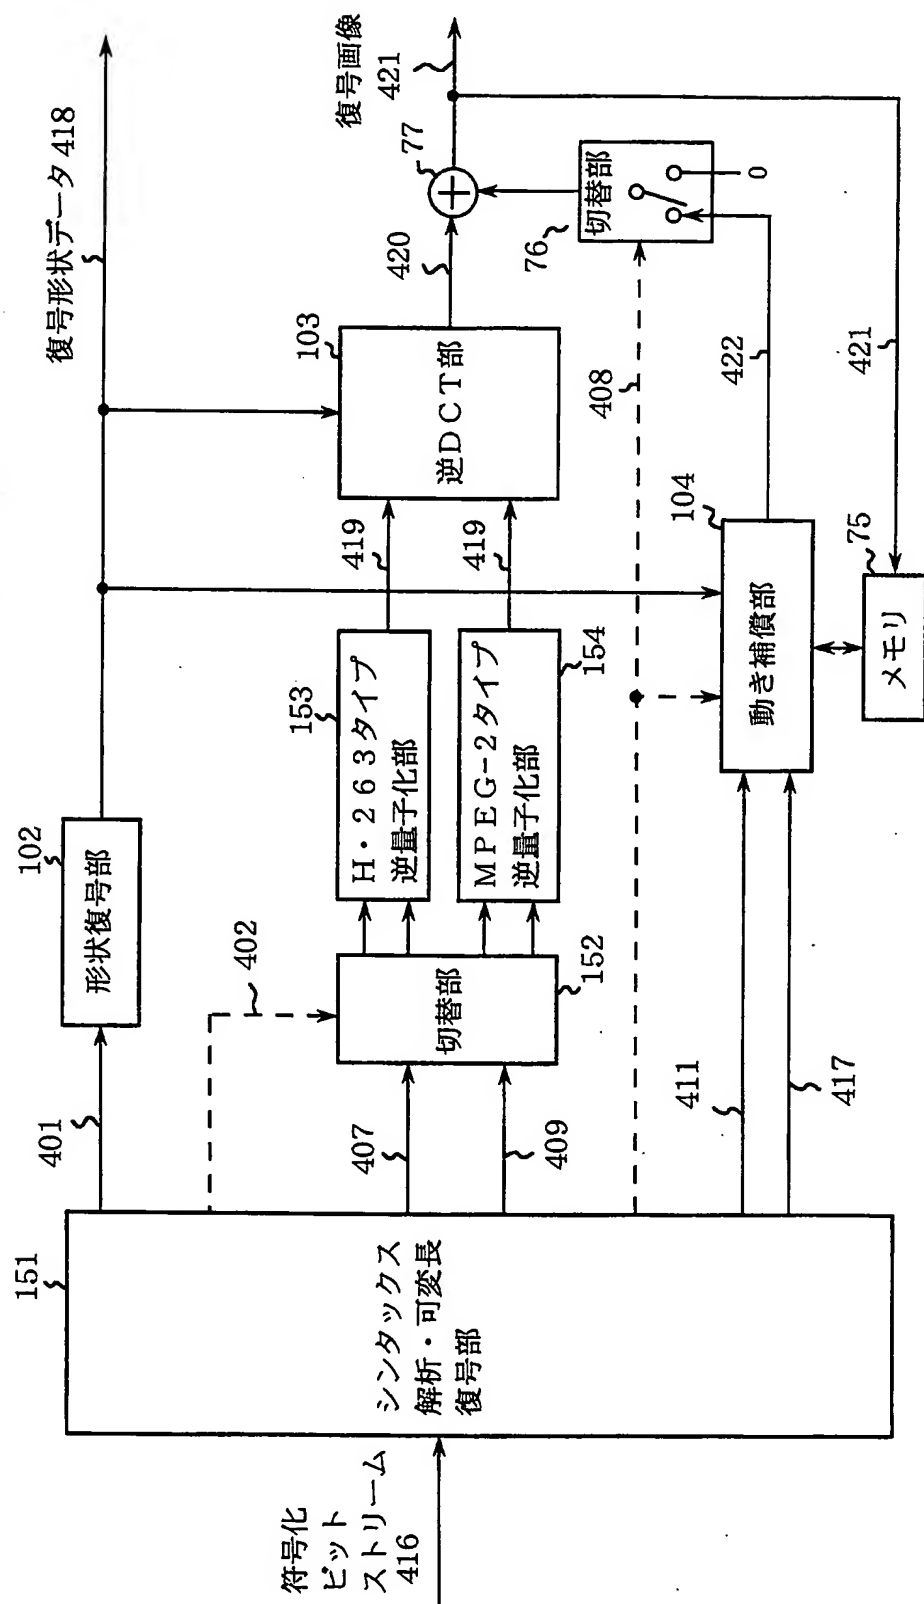 符号化
ビット
ストリーム
416
151
シンタックス
解析・可変長
復号部
401
402
407
409
411
417
102
形状復号部
切替部
152
153
H・263タイプ
逆量子化部
MPEG-2タイプ
逆量子化部
154
419
419
103
逆DCT部
復号形状データ418
420
77
復号画像
421
切替部
76
0
408
422
104
動き補償部
75
メモリ
421